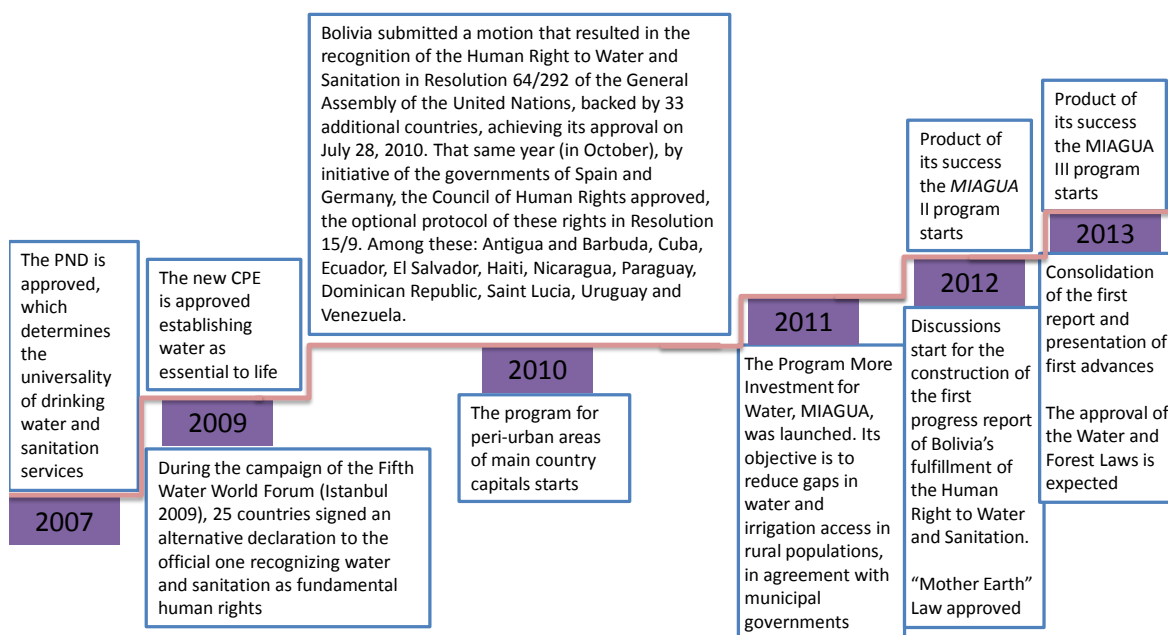 The PND is
approved,
which
determines
the
universality
of drinking
water and
sanitation
services
2007
The new CPE
is approved
establishing
water as
essential to life
2009
During the campaign of the Fifth
Water World Forum (Istanbul
2009), 25 countries signed an
alternative declaration to the
official one recognizing water
and sanitation as fundamental
human rights
Bolivia submitted a motion that resulted in the
recognition of the Human Right to Water and
Sanitation in Resolution 64/292 of the General
Assembly of the United Nations, backed by 33
additional countries, achieving its approval on
July 28, 2010. That same year (in October), by
initiative of the governments of Spain and
Germany, the Council of Human Rights approved,
the optional protocol of these rights in Resolution
15/9. Among these: Antigua and Barbuda, Cuba,
Ecuador, El Salvador, Haiti, Nicaragua, Paraguay,
Dominican Republic, Saint Lucia, Uruguay and
Venezuela.
2010
The program for
peri-urban areas
of main country
capitals starts
2011
The Program More
Investment for
Water, MIAGUA,
was launched. Its
objective is to
reduce gaps in
water and
irrigation access in
rural populations,
in agreement with
municipal
governments
Product of
its success
the MIAGUA
II program
starts
2012
Discussions
start for the
construction of
the first
progress report
of Bolivia's
fulfillment of
the Human
Right to Water
and Sanitation.
“Mother Earth”
Law approved
Product of
its success
the MIAGUA
III program
starts
2013
Consolidation
of the first
report and
presentation of
first advances
The approval of
the Water and
Forest Laws is
expected